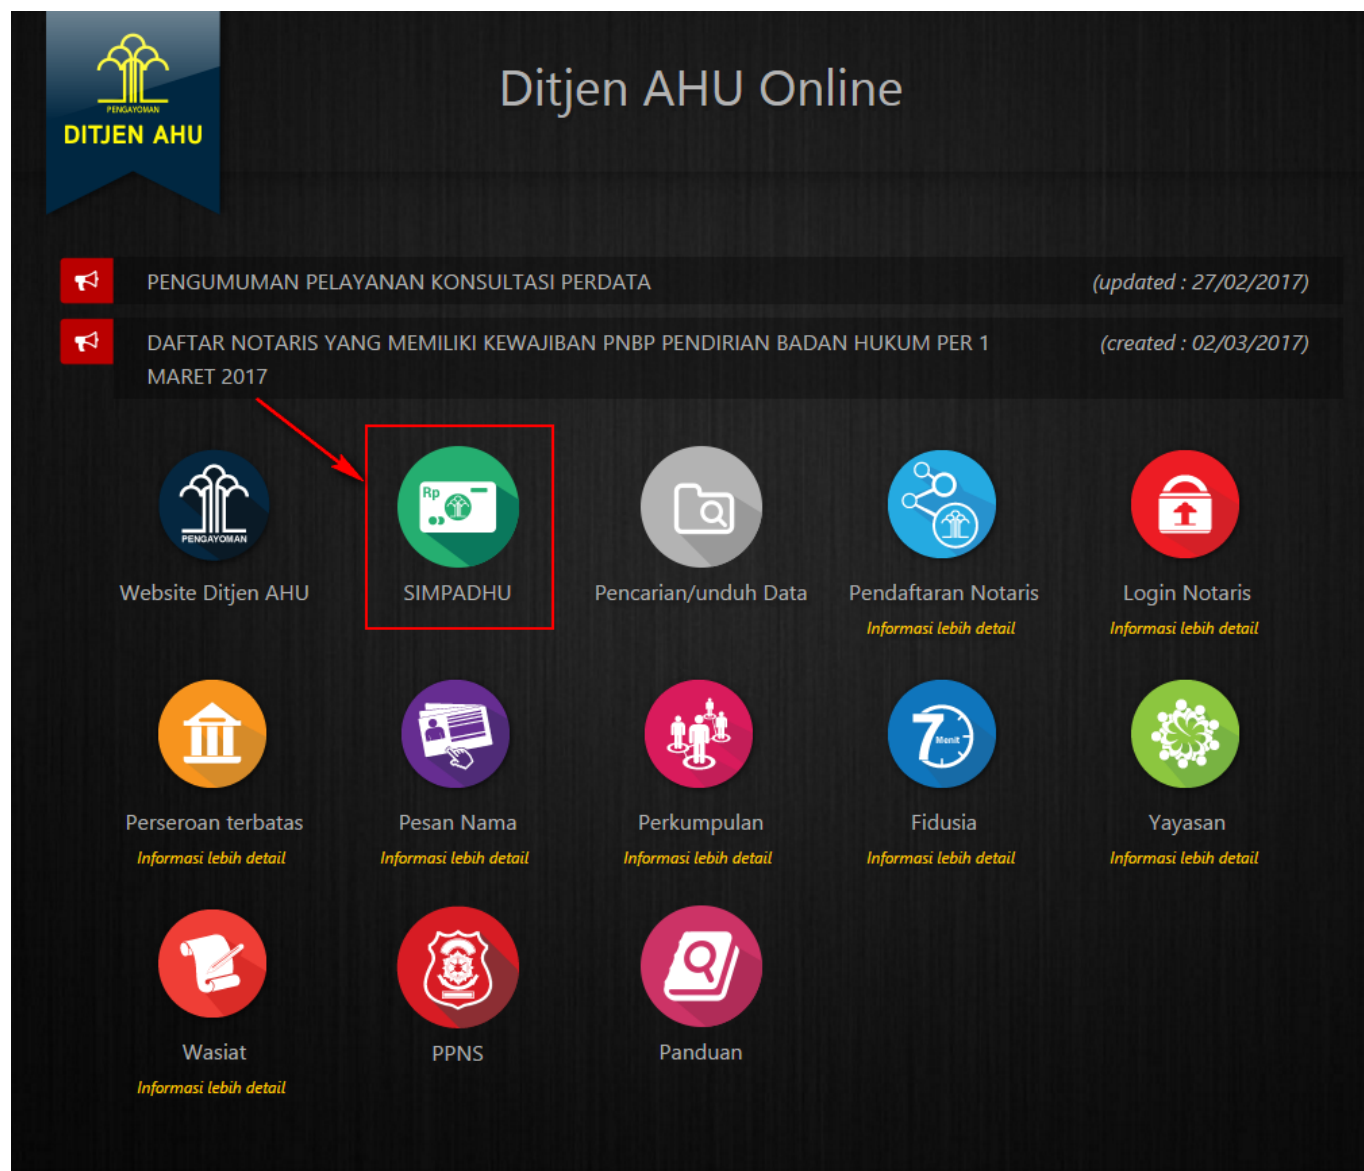 PENGAYOMAN
DITJEN AHU
Ditjen AHU Online
PENGUMUMAN PELAYANAN KONSULTASI PERDATA (updated : 27/02/2017)
DAFTAR NOTARIS YANG MEMILIKI KEWAJIBAN PNBP PENDIRIAN BADAN HUKUM PER 1 (created : 02/03/2017)
MARET 2017
PENGAYOMAN
Rp
Website Ditjen AHU
SIMPADHU
Pencarian/unduh Data
Pendaftaran Notaris
Login Notaris
Informasi lebih detail
Informasi lebih detail
7 Menit
Perseroan terbatas
Pesan Nama
Perkumpulan
Fidusia
Yayasan
Informasi lebih detail
Informasi lebih detail
Informasi lebih detail
Informasi lebih detail
Informasi lebih detail
Wasiat
PPNS
Panduan
Informasi lebih detail